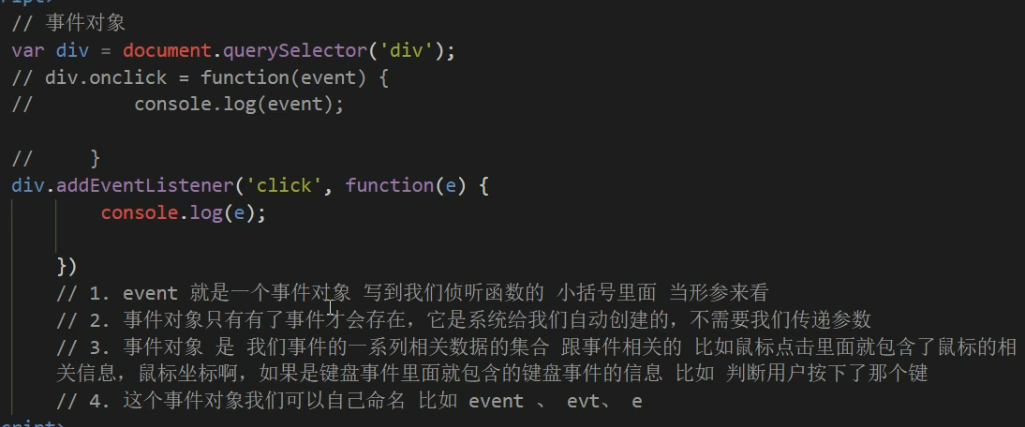 // 事件对象
var div = document.querySelector('div');
// div.onclick = function(event) {
//         console.log(event);
//     }
div.addEventListener('click', function(e) {
console.log(e);
})
// 1. event 就是一个事件对象 写到我们侦听函数的 小括号里面 当形参来看
// 2. 事件对象只有有了事件才会存在，它是系统给我们自动创建的，不需要我们传递参数
// 3. 事件对象 是 我们事件的一系列相关数据的集合 跟事件相关的 比如鼠标点击里面就包含了鼠标的相
关信息，鼠标坐标啊，如果是键盘事件里面就包含的键盘事件的信息 比如 判断用户按下了那个键
// 4. 这个事件对象我们可以自己命名 比如 event 、 evt、 e